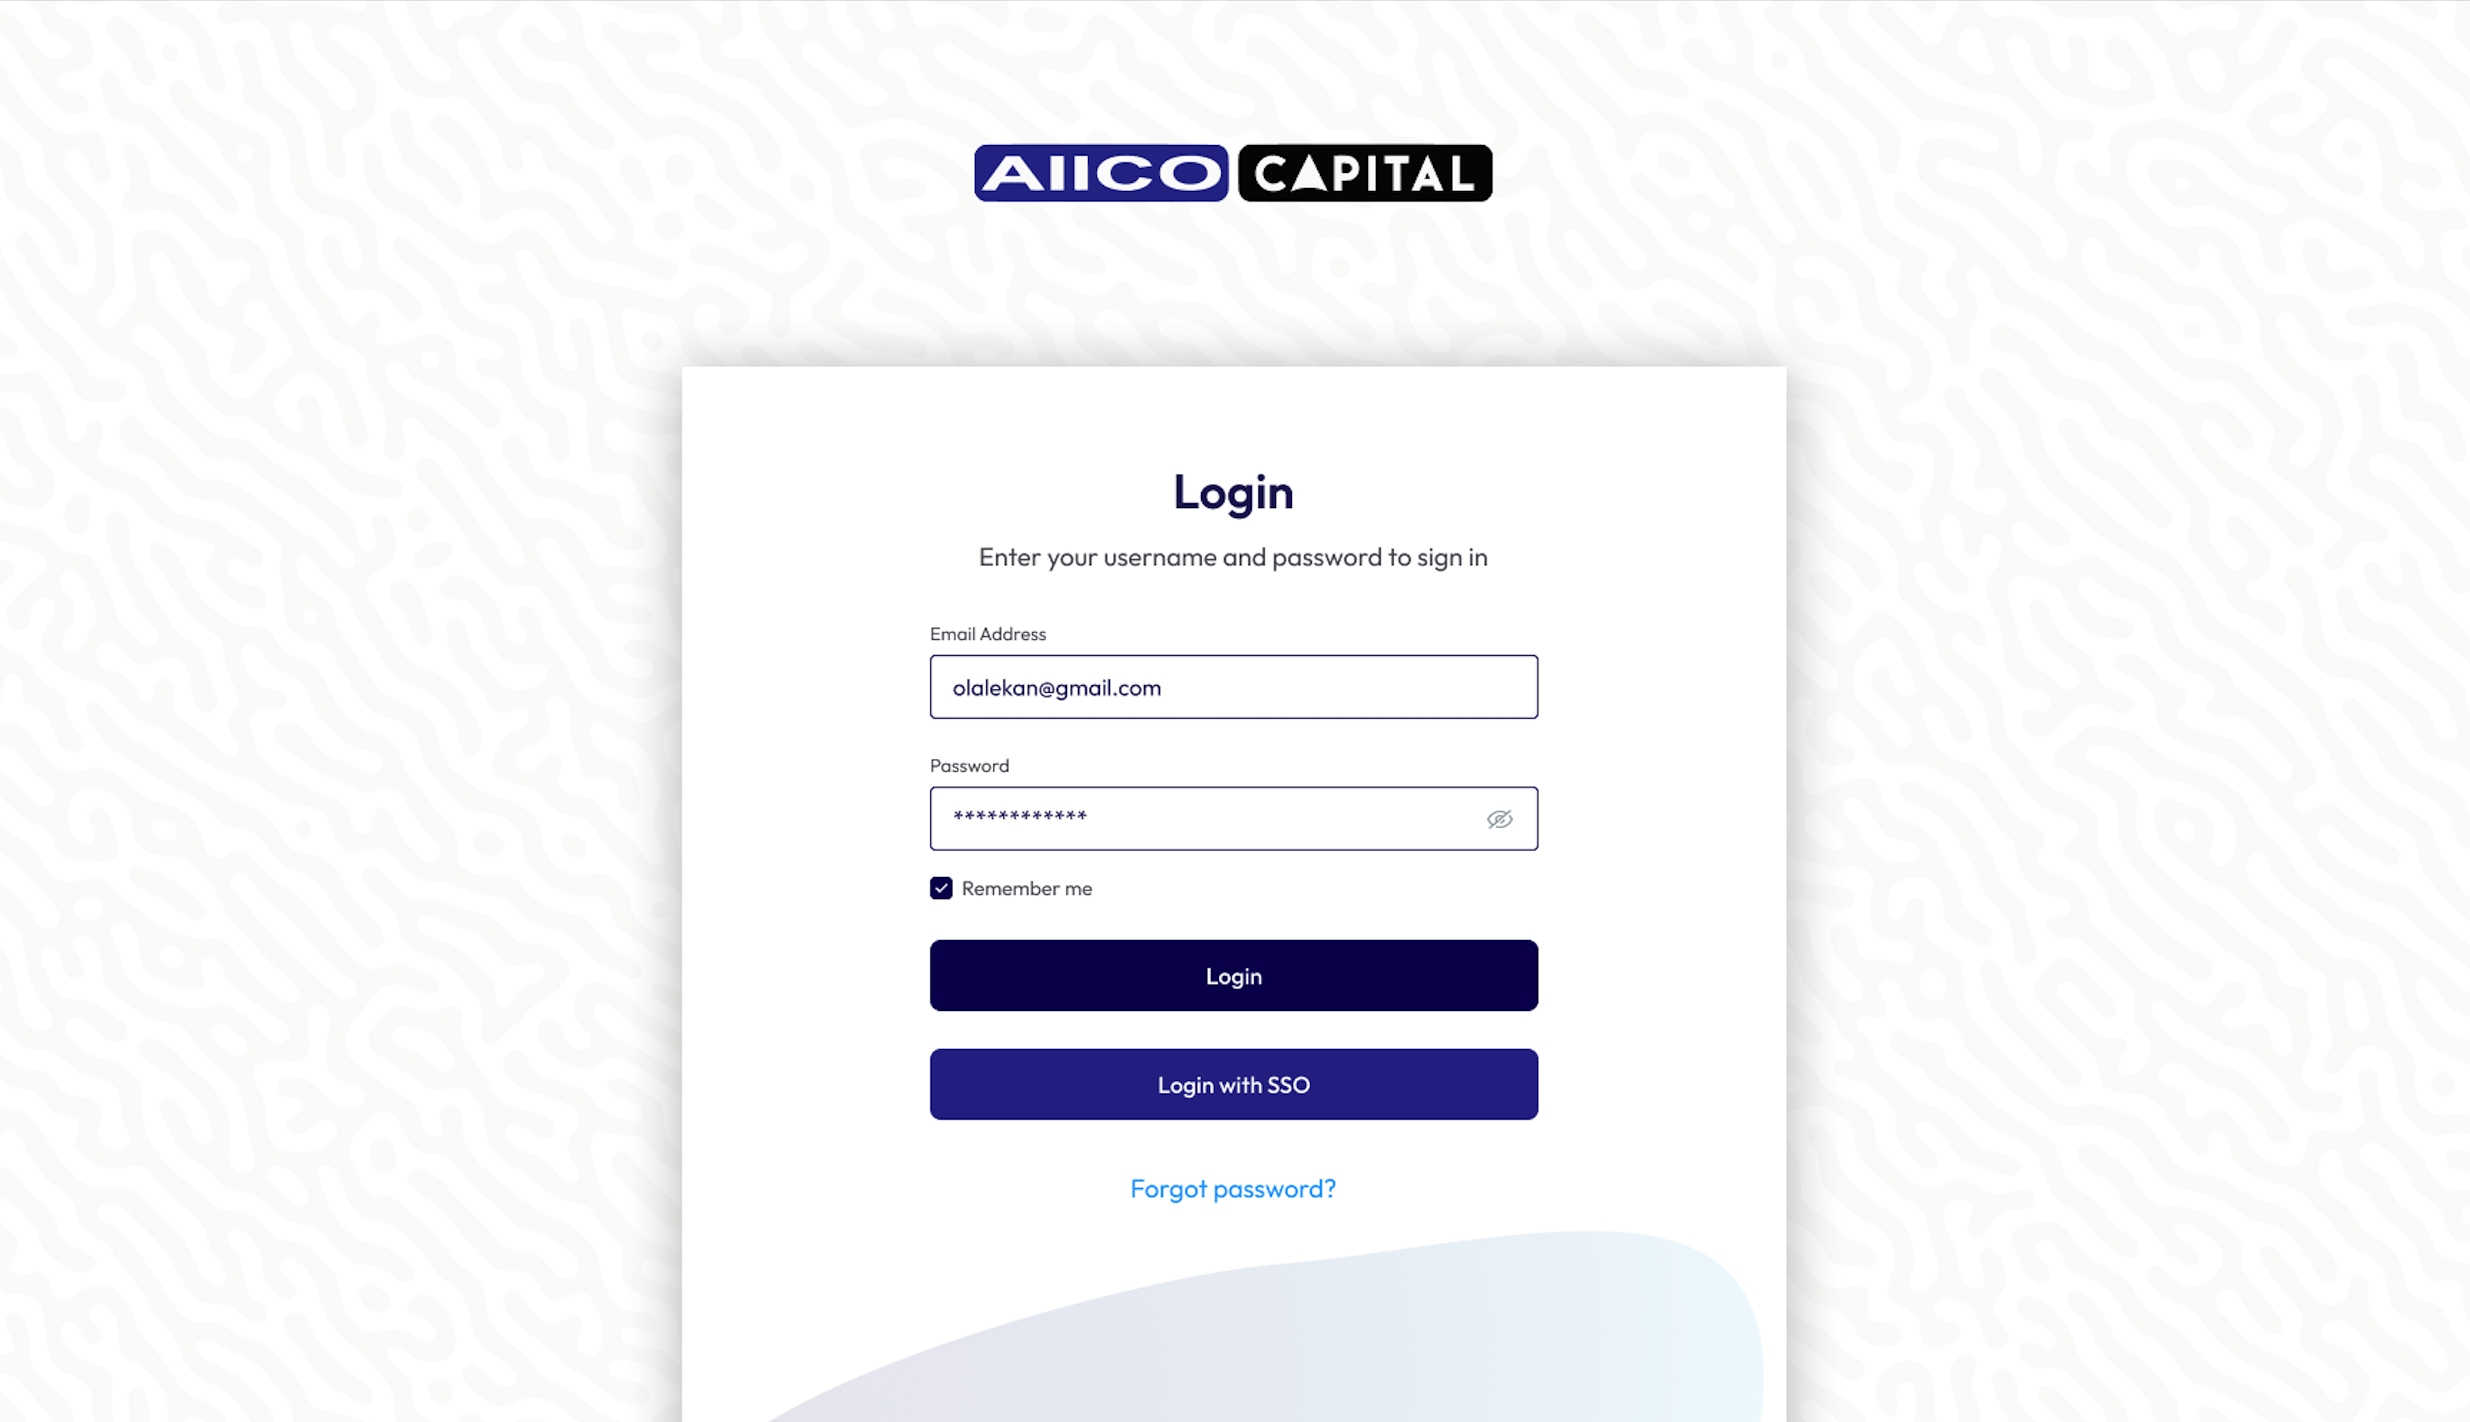 AIICO CAPITAL
Login
Enter your username and password to sign in
Email Address
olalekan@gmail.com
Password
************
Remember me
Login
Login with SSO
Forgot password?